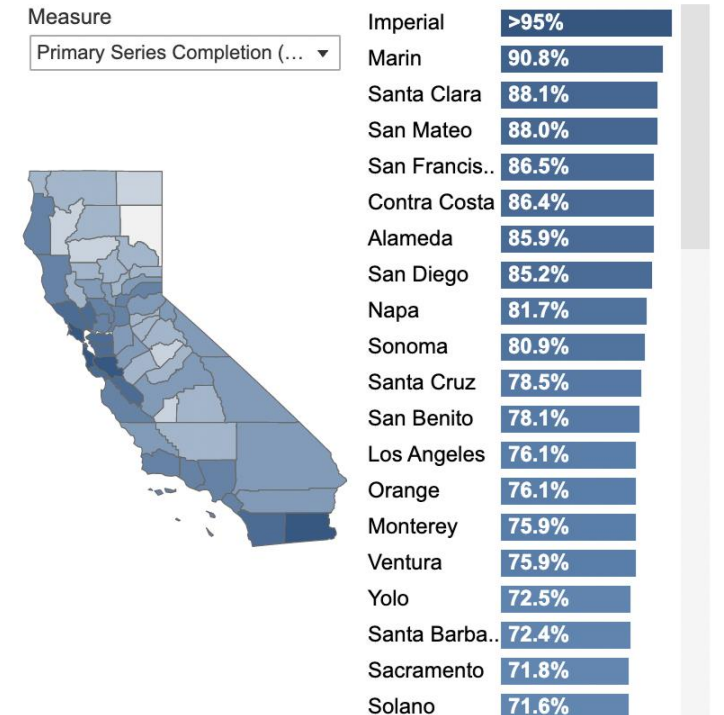 Measure
Primary Series Completion (...
Imperial >95%
Marin 90.8%
Santa Clara 88.1%
San Mateo 88.0%
San Francis.. 86.5%
Contra Costa 86.4%
Alameda 85.9%
San Diego 85.2%
Napa 81.7%
Sonoma 80.9%
Santa Cruz 78.5%
San Benito 78.1%
Los Angeles 76.1%
Orange 76.1%
Monterey 75.9%
Ventura 75.9%
Yolo 72.5%
Santa Barba.. 72.4%
Sacramento 71.8%
Solano 71.6%